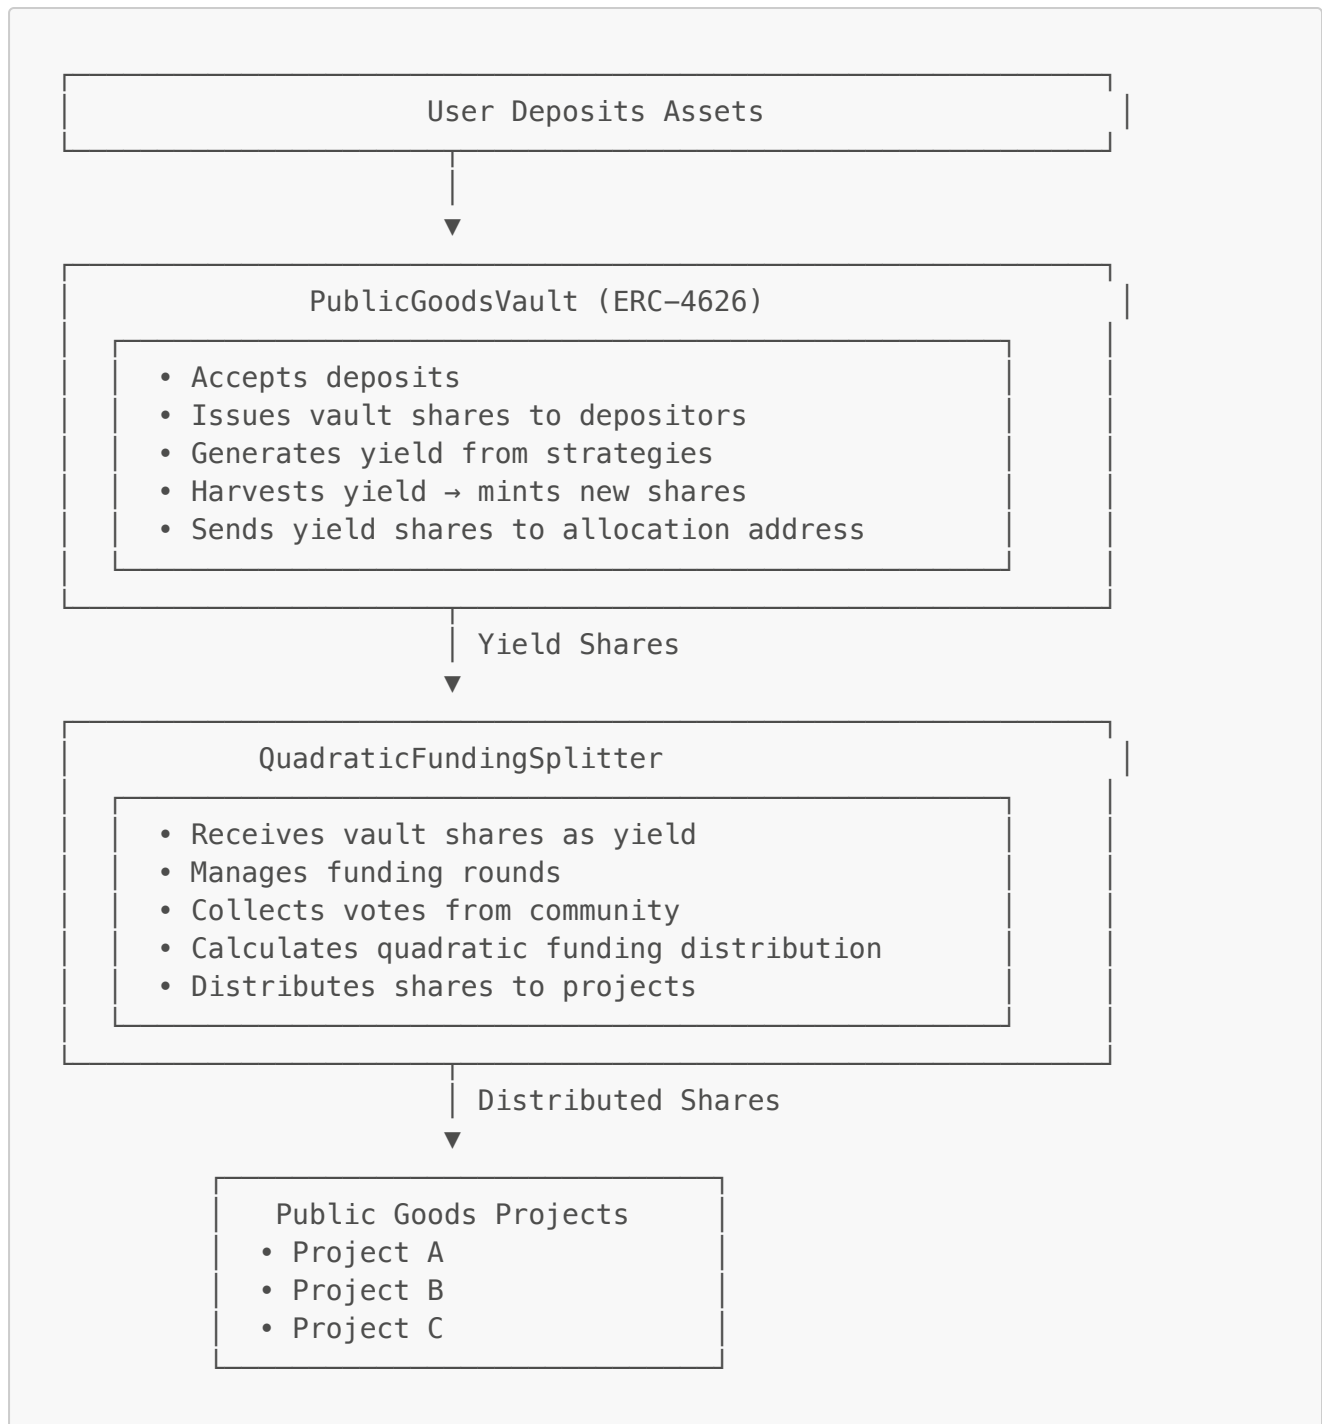 User Deposits Assets
▼
PublicGoodsVault (ERC-4626)
• Accepts deposits
• Issues vault shares to depositors
• Generates yield from strategies
• Harvests yield → mints new shares
• Sends yield shares to allocation address
Yield Shares
▼
QuadraticFundingSplitter
• Receives vault shares as yield
• Manages funding rounds
• Collects votes from community
• Calculates quadratic funding distribution
• Distributes shares to projects
Distributed Shares
▼
Public Goods Projects
• Project A
• Project B
• Project C